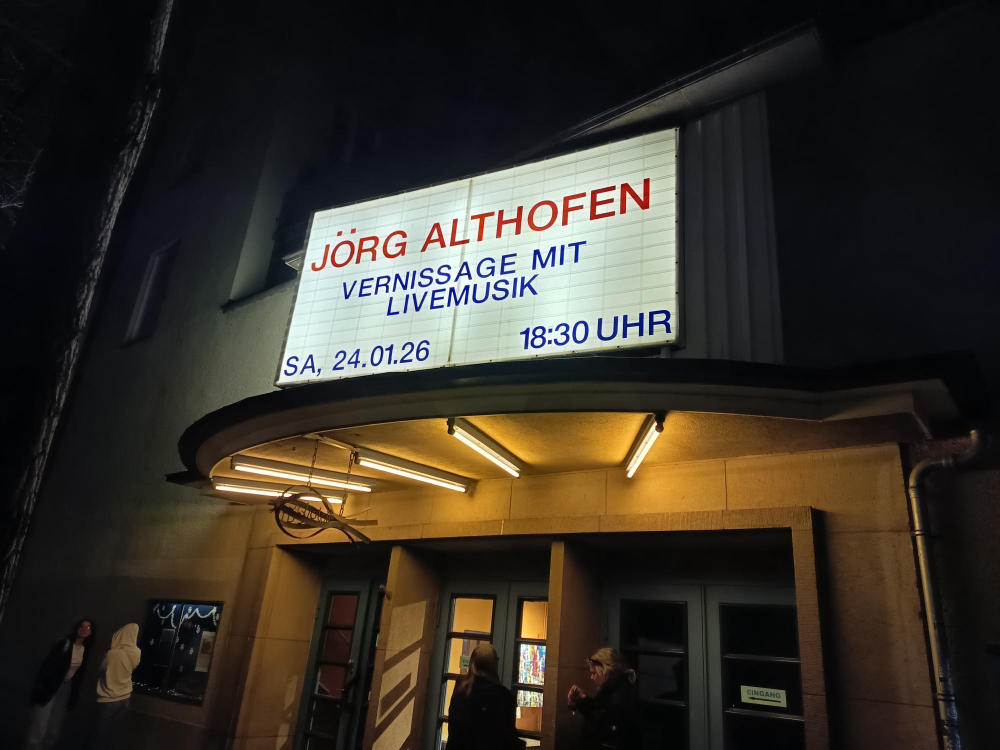 JÖRG ALTHOFEN
VERNISSAGE MIT
LIVEMUSIK
SA, 24.01.26 18:30 UHR
EINGANG